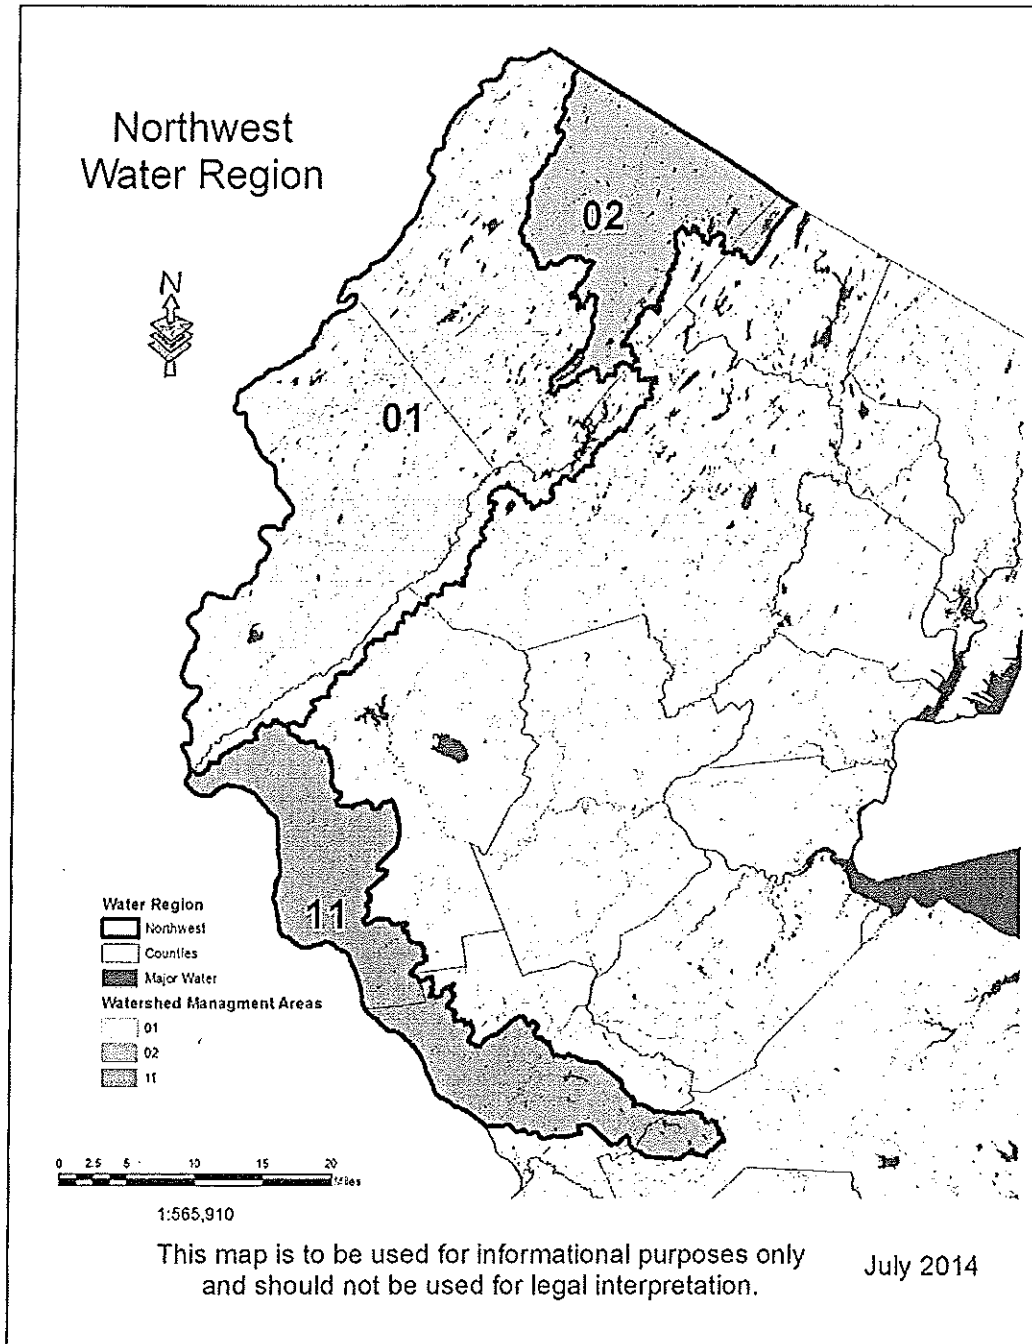 Northwest
Water Region
N
02
01
11
Water Region
Northwest
Counties
Major Water
Watershed Managment Areas
01
02
11
0 2.5 5 10 15 20
Miles
1:565,910
This map is to be used for informational purposes only
and should not be used for legal interpretation.
July 2014